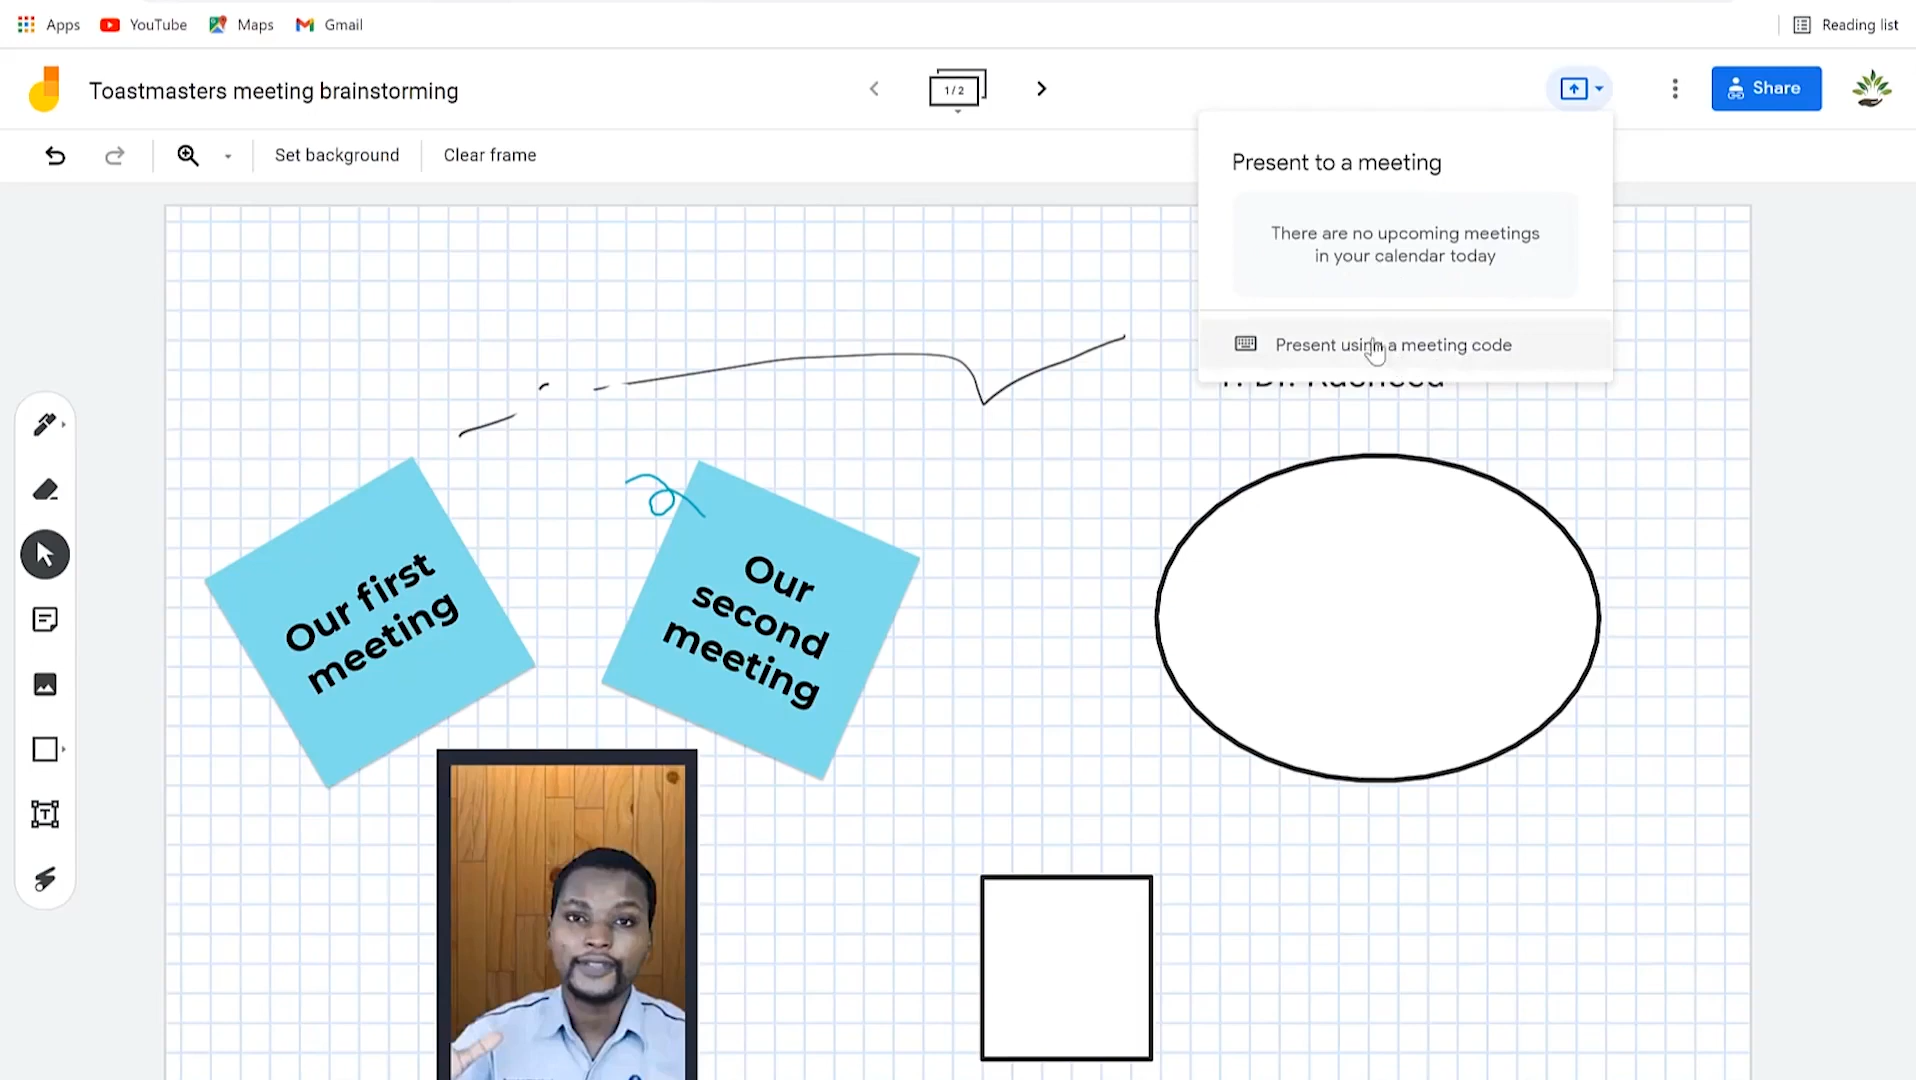 Apps YouTube Maps Gmail Reading list
Toastmasters meeting brainstorming
1/2
Share
Set background Clear frame
Present to a meeting
There are no upcoming meetings
in your calendar today
Present using a meeting code
Our first
meeting
Our
second
meeting